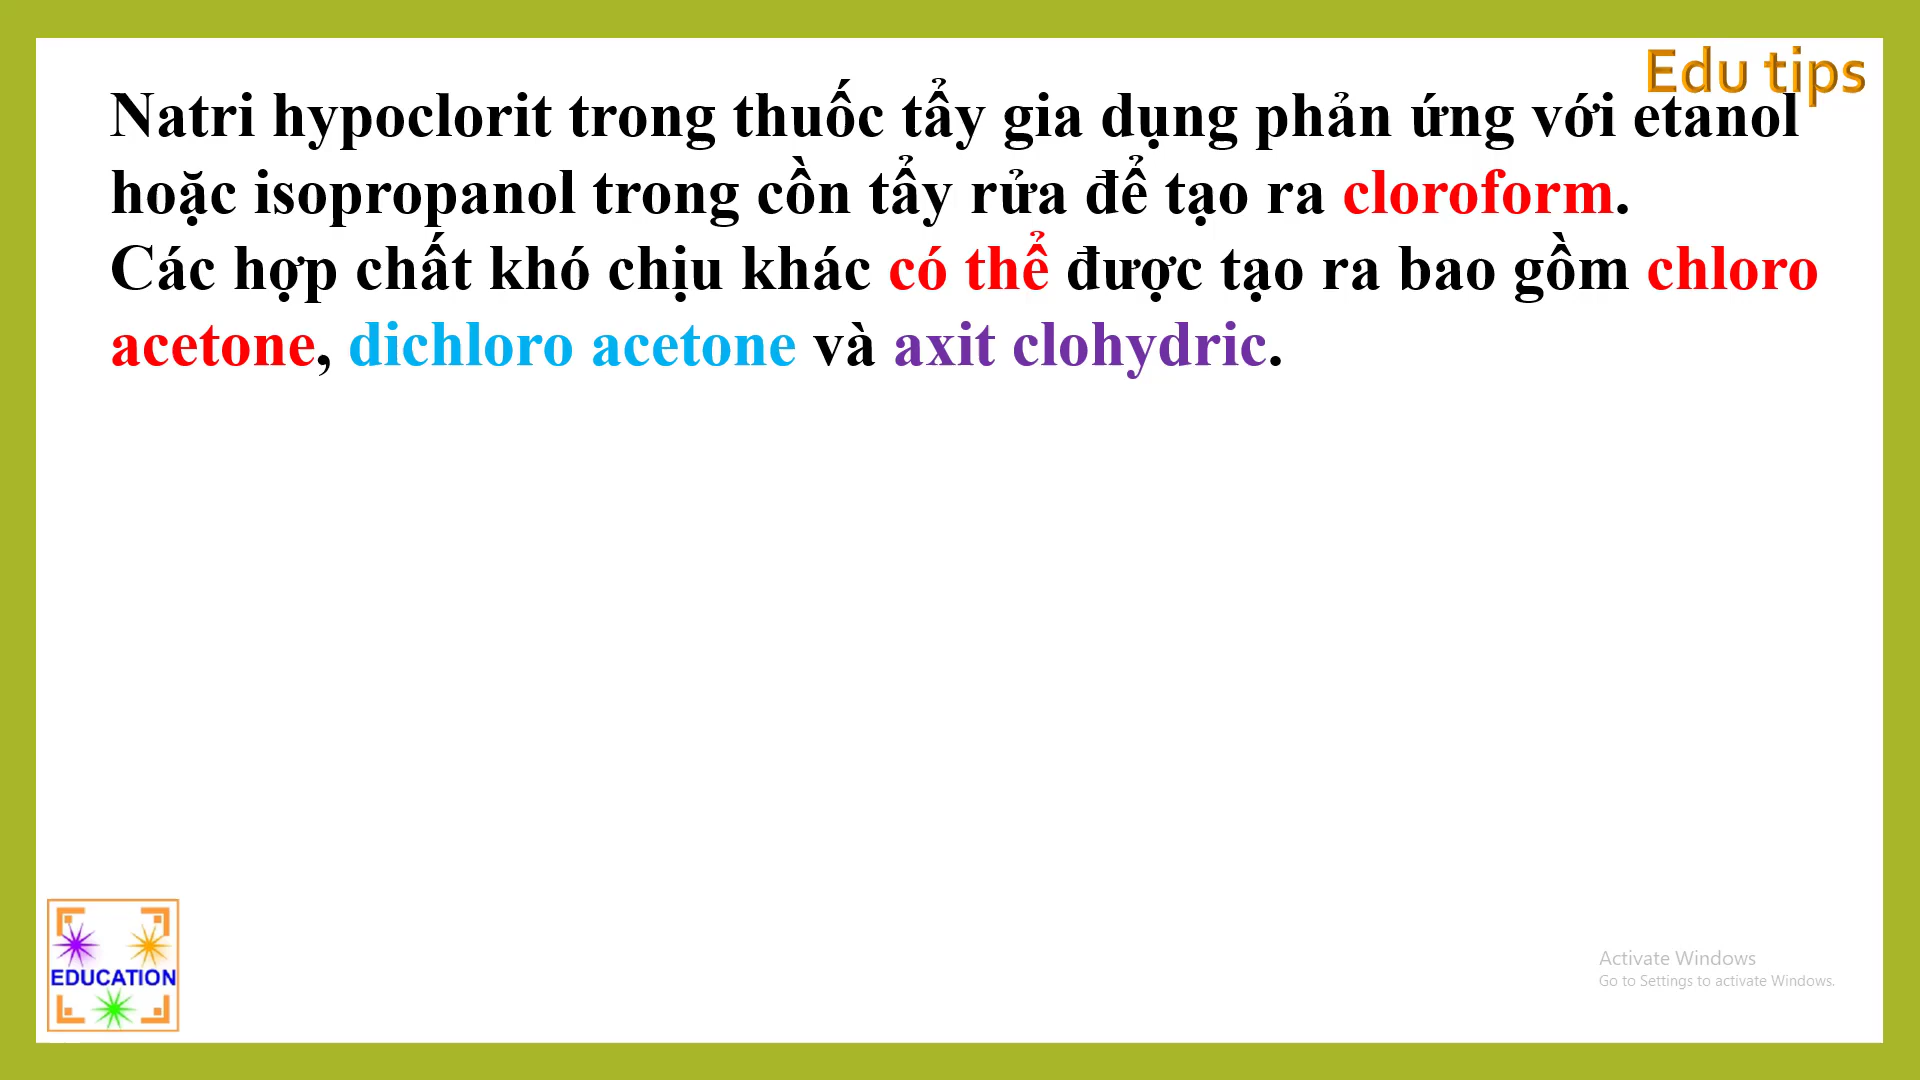 Edu tips
Natri hypoclorit trong thuốc tẩy gia dụng phản ứng với etanol
hoặc isopropanol trong cồn tẩy rửa để tạo ra cloroform.
Các hợp chất khó chịu khác có thể được tạo ra bao gồm chloro
acetone, dichloro acetone và axit clohydric.
EDUCATION
Activate Windows
Go to Settings to activate Windows.